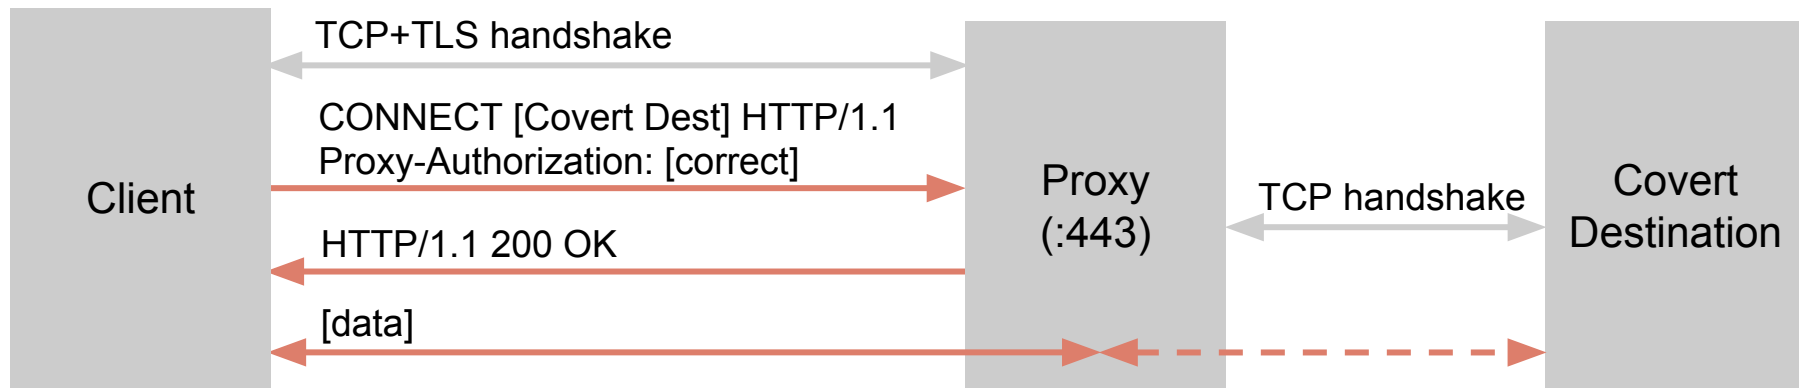 TCP+TLS handshake
CONNECT [Covert Dest] HTTP/1.1
Proxy-Authorization: [correct]
Client
Proxy
(:443)
TCP handshake
Covert
Destination
HTTP/1.1 200 OK
[data]